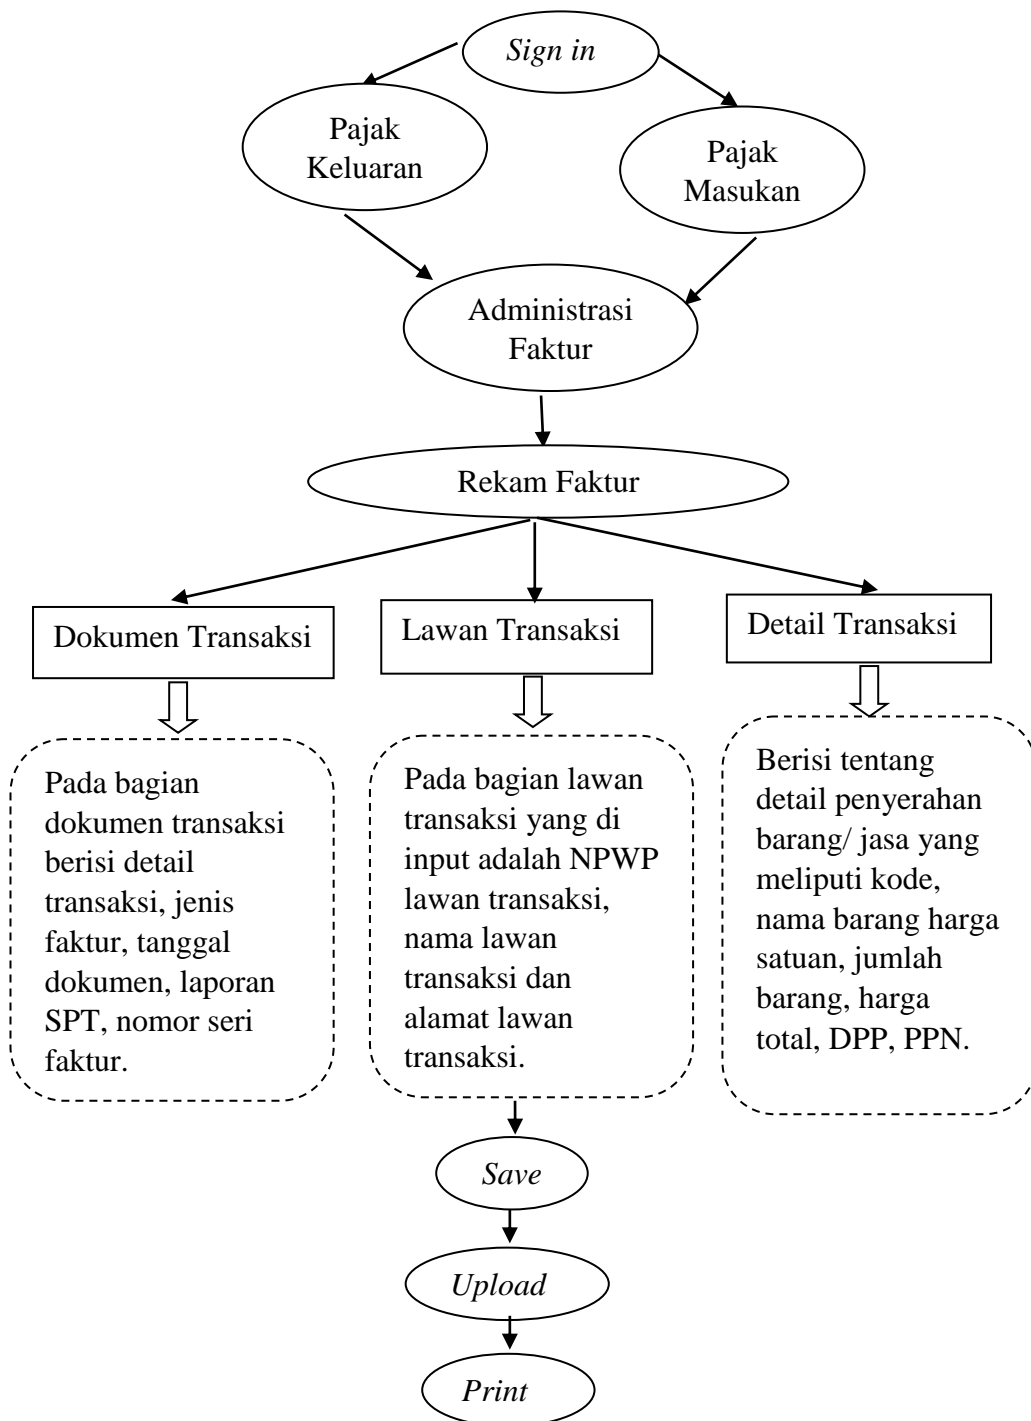 Sign in
Pajak
Keluaran
Pajak
Masukan
Administrasi
Faktur
Rekam Faktur
Dokumen Transaksi
Lawan Transaksi
Detail Transaksi
Pada bagian
dokumen transaksi
berisi detail
transaksi, jenis
faktur, tanggal
dokumen, laporan
SPT, nomor seri
faktur.
Pada bagian lawan
transaksi yang di
input adalah NPWP
lawan transaksi,
nama lawan
transaksi dan
alamat lawan
transaksi.
Berisi tentang
detail penyerahan
barang/ jasa yang
meliputi kode,
nama barang harga
satuan, jumlah
barang, harga
total, DPP, PPN.
Save
Upload
Print